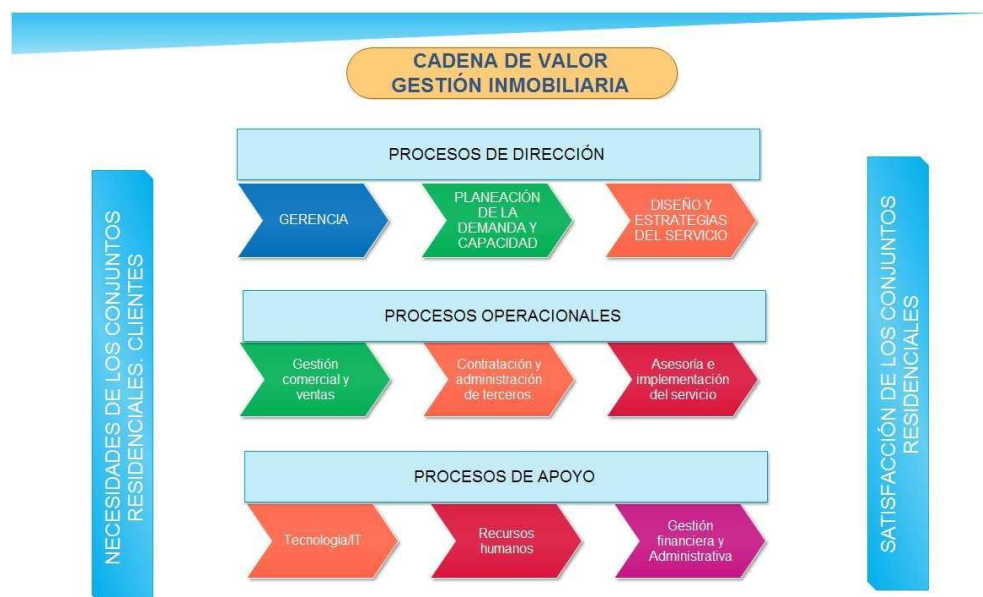 CADENA DE VALOR
GESTIÓN INMOBILIARIA
NECESIDADES DE LOS CONJUNTOS
RESIDENCIALES. CLIENTES
PROCESOS DE DIRECCIÓN
GERENCIA
PLANEACIÓN
DE LA
DEMANDA Y
CAPACIDAD
DISEÑO Y
ESTRATEGIAS
DEL SERVICIO
PROCESOS OPERACIONALES
Gestión
comercial y
ventas
Contratación y
administración
de terceros
Asesoría e
implementación
del servicio
PROCESOS DE APOYO
Tecnología/IT
Recursos
humanos
Gestión
financiera y
Administrativa
SATISFACCIÓN DE LOS CONJUNTOS
RESIDENCIALES